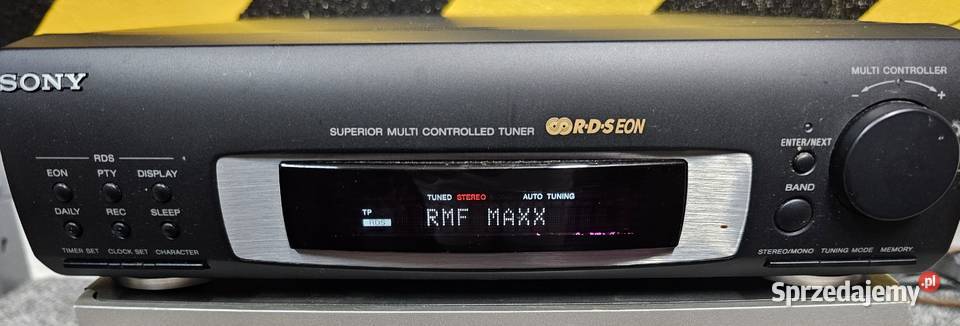 SONY
MULTI CONTROLLER
- +
SUPERIOR MULTI CONTROLLED TUNER R·D·S EON
ENTER/NEXT
RDS
EON PTY DISPLAY
BAND
DAILY REC SLEEP
TUNED STEREO AUTO TUNING
TP
RDS
RMF MAXX
TIMER SET CLOCK SET CHARACTER
STEREO/MONO TUNING MODE MEMORY
Sprzedajemy.pl